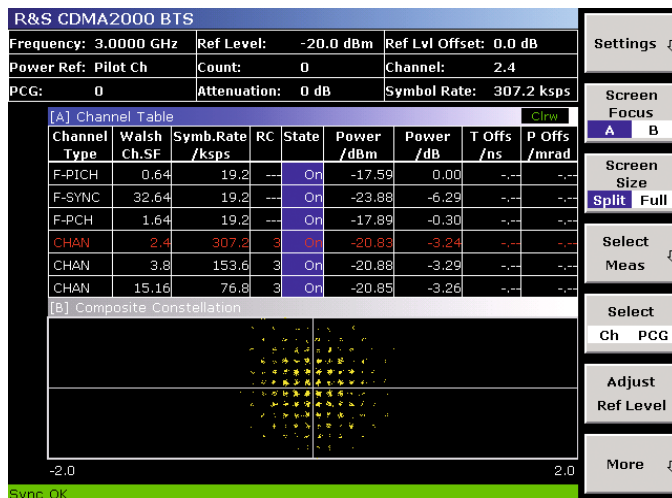 R&S CDMA2000 BTS
Frequency: 3.0000 GHz Ref Level: -20.0 dBm Ref Lvl Offset: 0.0 dB
Power Ref: Pilot Ch Count: 0 Channel: 2.4
PCG: 0 Attenuation: 0 dB Symbol Rate: 307.2 ksps
[A] Channel Table Clrw
Channel Walsh Symb.Rate RC State Power Power T Offs P Offs
Type Ch.SF /ksps /dBm /dB /ns /mrad
F-PICH 0.64 19.2 --- On -17.59 0.00 -.-- -.--
F-SYNC 32.64 19.2 --- On -23.88 -6.29 -.-- -.--
F-PCH 1.64 19.2 --- On -17.89 -0.30 -.-- -.--
CHAN 2.4 307.2 3 On -20.83 -3.24 -.-- -.--
CHAN 3.8 153.6 3 On -20.88 -3.29 -.-- -.--
CHAN 15.16 76.8 3 On -20.85 -3.26 -.-- -.--
[B] Composite Constellation
-2.0 2.0
Sync OK
Settings
Screen
Focus
A B
Screen
Size
Split Full
Select
Meas
Select
Ch PCG
Adjust
Ref Level
More